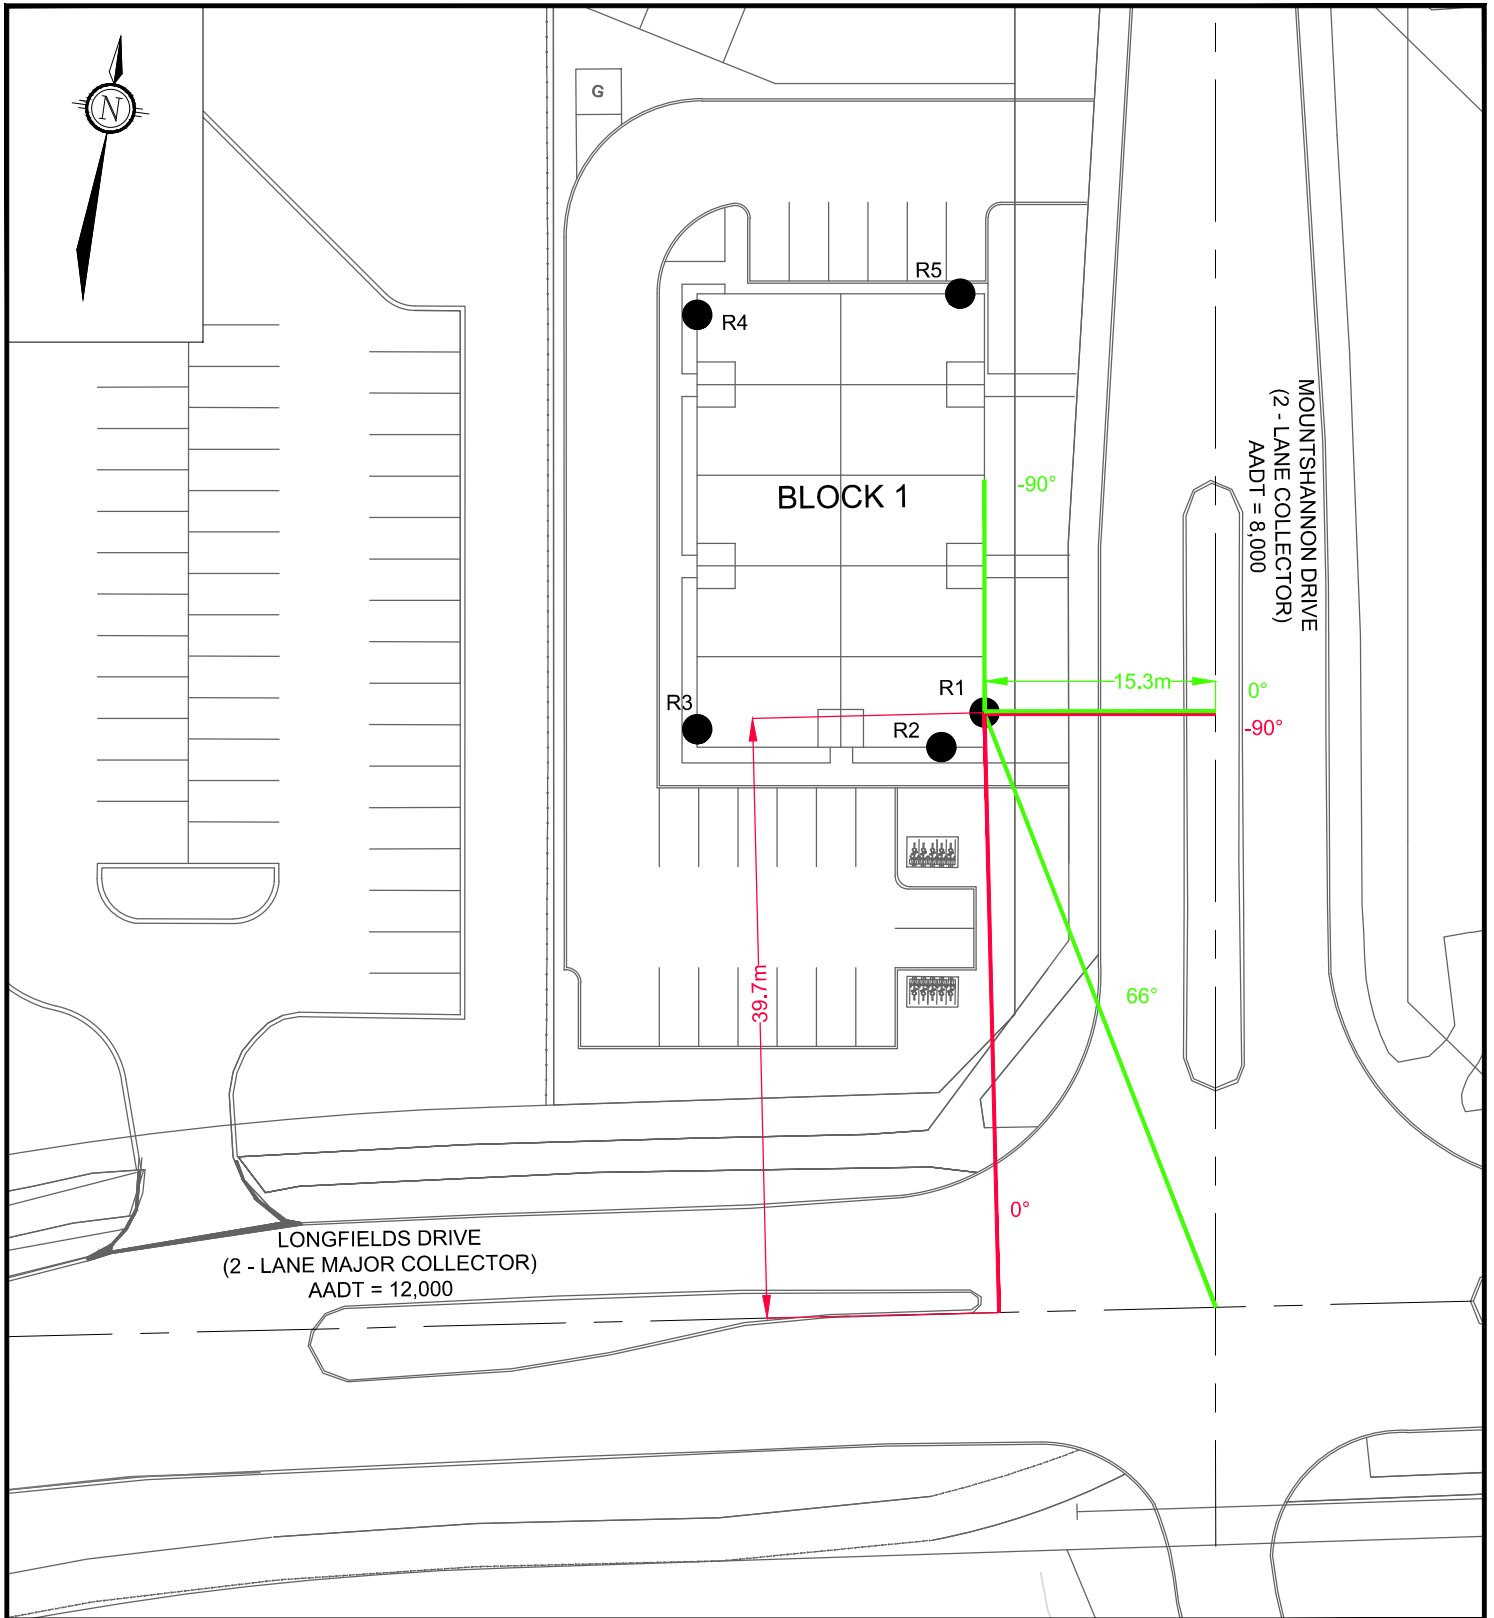 N
G
R5
R4
MOUNTSHANNON DRIVE
(2 - LANE COLLECTOR)
AADT = 8,000
-90°
BLOCK 1
15.3m
R1
0°
R3
R2
-90°
39.7m
66°
0°
LONGFIELDS DRIVE
(2 - LANE MAJOR COLLECTOR)
AADT = 12,000